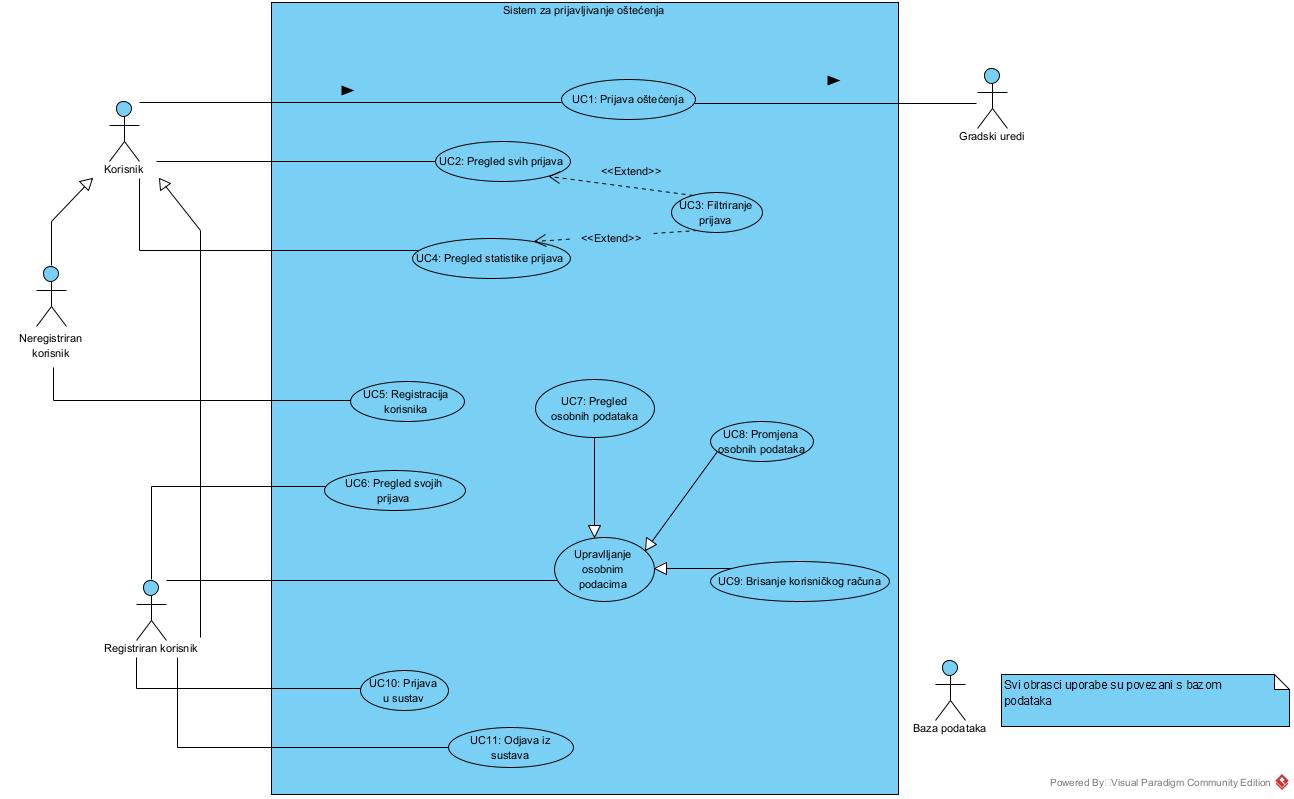 Sistem za prijavljivanje oštećenja
UC1: Prijava oštećenja
Gradski uredi
Korisnik
UC2: Pregled svih prijava
<<Extend>>
UC3: Filtriranje
prijava
<<Extend>>
UC4: Pregled statistike prijava
Neregistriran
korisnik
UC5: Registracija
korisnika
UC7: Pregled
osobnih podataka
UC8: Promjena
osobnih podataka
UC6: Pregled svojih
prijava
Upravlljanje
osobnim
podacima
UC9: Brisanje korisničkog računa
Registriran korisnik
UC10: Prijava
u sustav
Svi obrasci uporabe su povezani s bazom
podataka
Baza podataka
UC11: Odjava iz
sustava
Powered By Visual Paradigm Community Edition